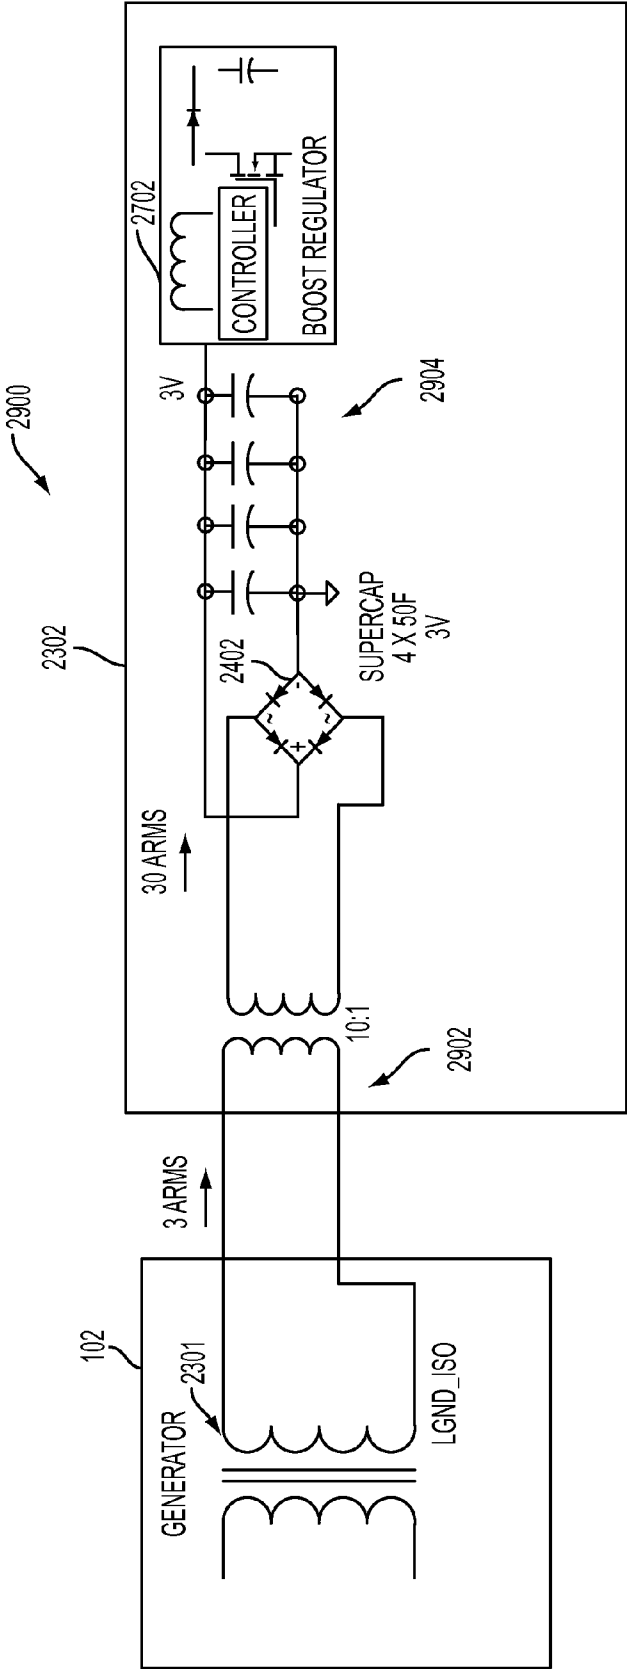 2900
102
GENERATOR
2301
LGND_ISO
3 ARMS
2902
10:1
30 ARMS
2302
2402
+
-
~
~
SUPERCAP
4 X 50F
3V
2904
3V
2702
CONTROLLER
BOOST REGULATOR